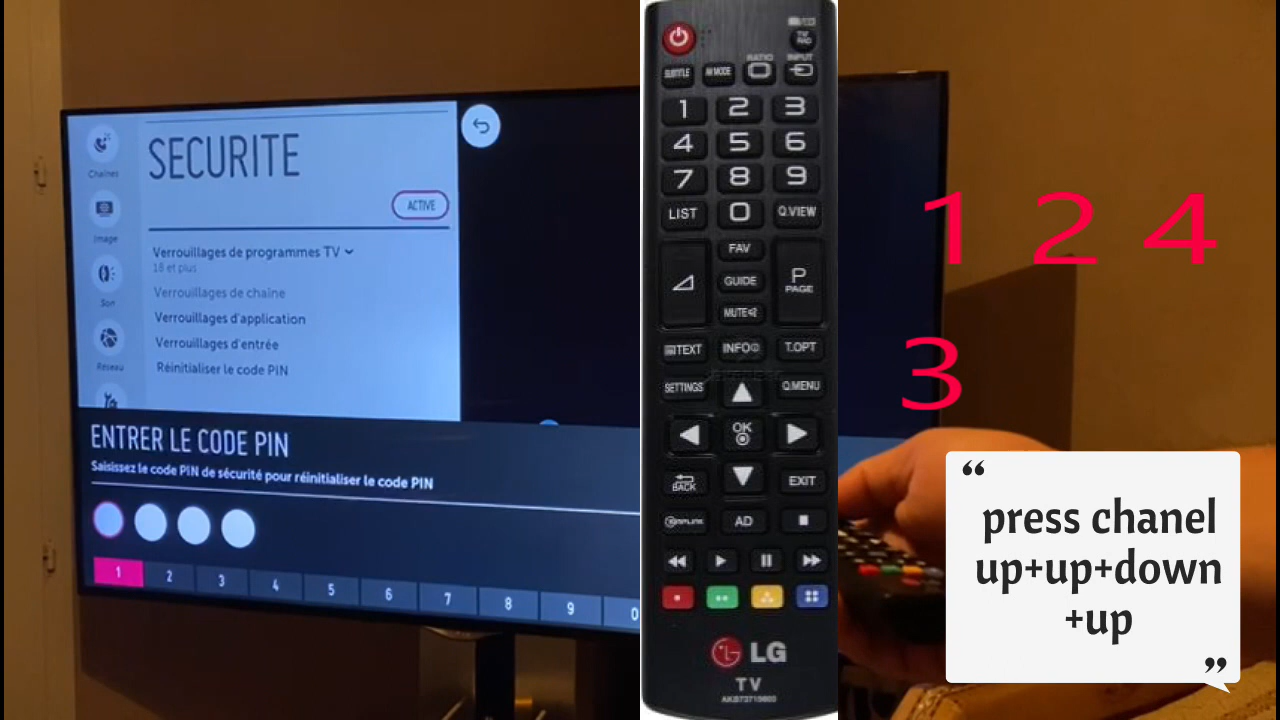 SECURITE
ACTIVE
Verrouillages de programmes TV
18 et plus
Verrouillages de chaîne
Verrouillages d'application
Verrouillages d'entrée
Réinitialiser le code PIN
Chaînes
Image
Son
Réseau
ENTRER LE CODE PIN
Saisissez le code PIN de sécurité pour réinitialiser le code PIN
1 2 3 4 5 6 7 8 9 0
TV/
RAD
RATIO INPUT
SUBTITLE AV MODE
1 2 3
4 5 6
7 8 9
LIST 0 Q.VIEW
FAV
P
GUIDE PAGE
MUTE
TEXT INFO T.OPT
SETTINGS Q.MENU
OK
BACK EXIT
SIMPLINK AD
LG
TV
1 2 4
3
“
press chanel
up+up+down
+up
”